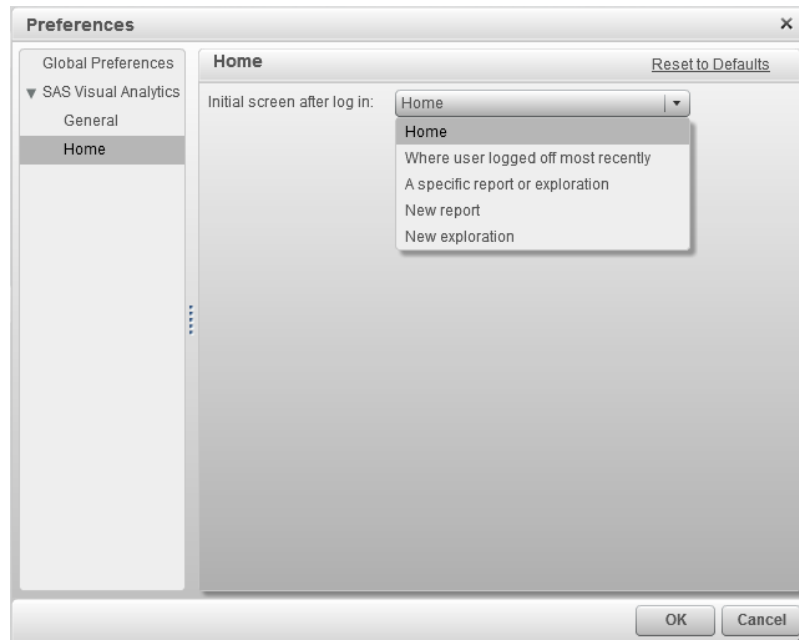 Preferences
Global Preferences
SAS Visual Analytics
General
Home
Home
Reset to Defaults
Initial screen after log in:
Home
Home
Where user logged off most recently
A specific report or exploration
New report
New exploration
OK
Cancel